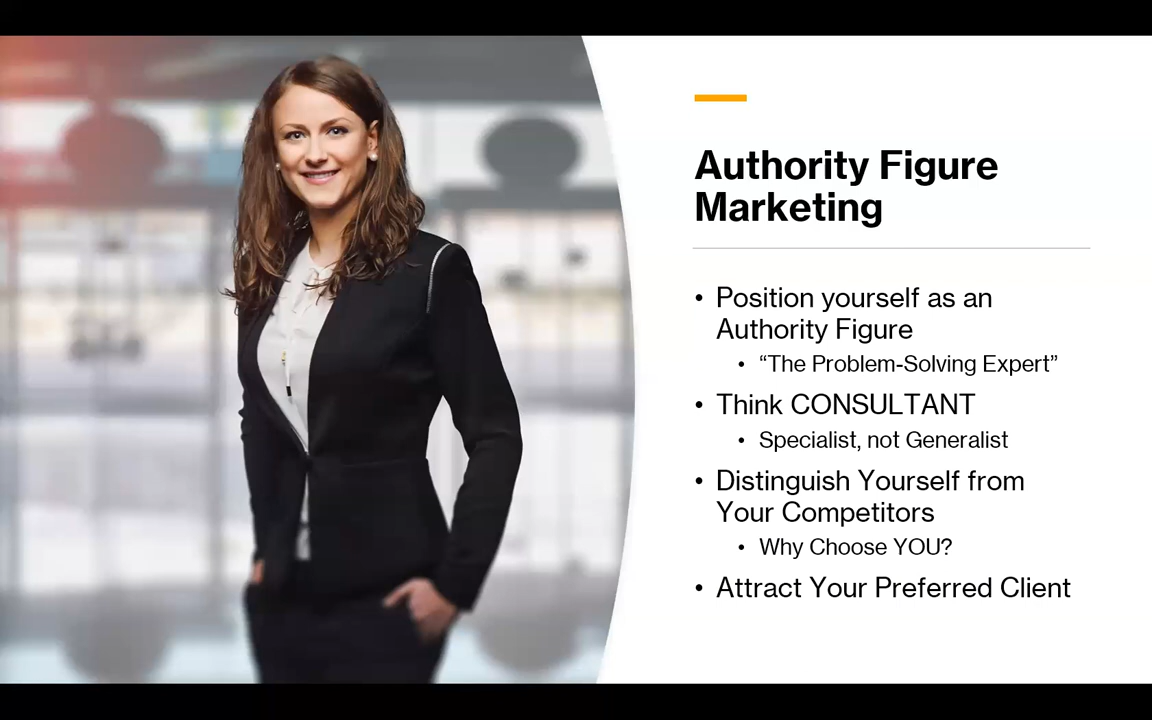 Authority Figure
Marketing
• Position yourself as an
Authority Figure
• “The Problem-Solving Expert”
• Think CONSULTANT
• Specialist, not Generalist
• Distinguish Yourself from
Your Competitors
• Why Choose YOU?
• Attract Your Preferred Client